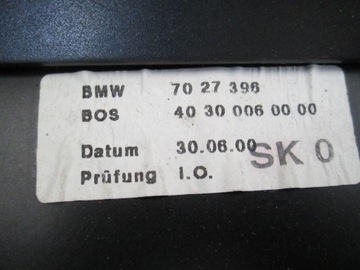 BMW 70 27 396
BOS 40 30 006 00 00
Datum 30.06.00
SK 0
Prüfung I.O.